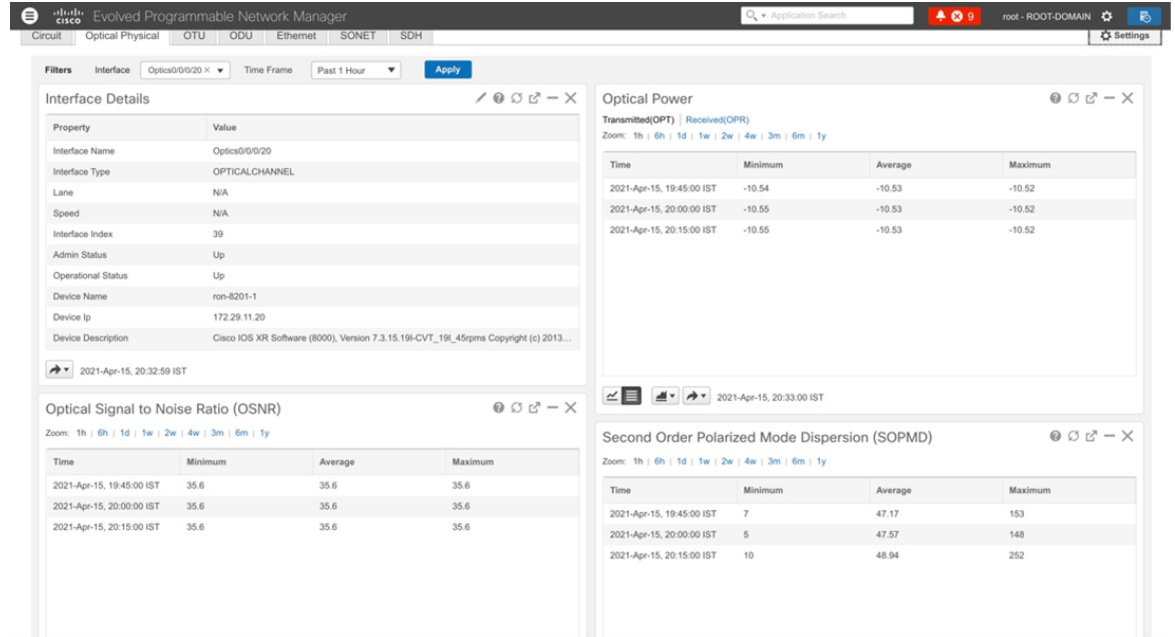 cisco Evolved Programmable Network Manager
Application Search
9
root - ROOT-DOMAIN
Circuit Optical Physical OTU ODU Ethernet SONET SDH
Settings
Filters Interface Optics0/0/0/20 × Time Frame Past 1 Hour Apply
Interface Details
Property Value
Interface Name Optics0/0/0/20
Interface Type OPTICALCHANNEL
Lane N/A
Speed N/A
Interface Index 39
Admin Status Up
Operational Status Up
Device Name ron-8201-1
Device Ip 172.29.11.20
Device Description Cisco IOS XR Software (8000), Version 7.3.15.19I-CVT_19I_45rpms Copyright (c) 2013...
2021-Apr-15, 20:32:59 IST
Optical Power
Transmitted(OPT) | Received(OPR)
Zoom: 1h | 6h | 1d | 1w | 2w | 4w | 3m | 6m | 1y
Time Minimum Average Maximum
2021-Apr-15, 19:45:00 IST -10.54 -10.53 -10.52
2021-Apr-15, 20:00:00 IST -10.55 -10.53 -10.52
2021-Apr-15, 20:15:00 IST -10.55 -10.53 -10.52
2021-Apr-15, 20:33:00 IST
Optical Signal to Noise Ratio (OSNR)
Zoom: 1h | 6h | 1d | 1w | 2w | 4w | 3m | 6m | 1y
Time Minimum Average Maximum
2021-Apr-15, 19:45:00 IST 35.6 35.6 35.6
2021-Apr-15, 20:00:00 IST 35.6 35.6 35.6
2021-Apr-15, 20:15:00 IST 35.6 35.6 35.6
Second Order Polarized Mode Dispersion (SOPMD)
Zoom: 1h | 6h | 1d | 1w | 2w | 4w | 3m | 6m | 1y
Time Minimum Average Maximum
2021-Apr-15, 19:45:00 IST 7 47.17 153
2021-Apr-15, 20:00:00 IST 5 47.57 148
2021-Apr-15, 20:15:00 IST 10 48.94 252